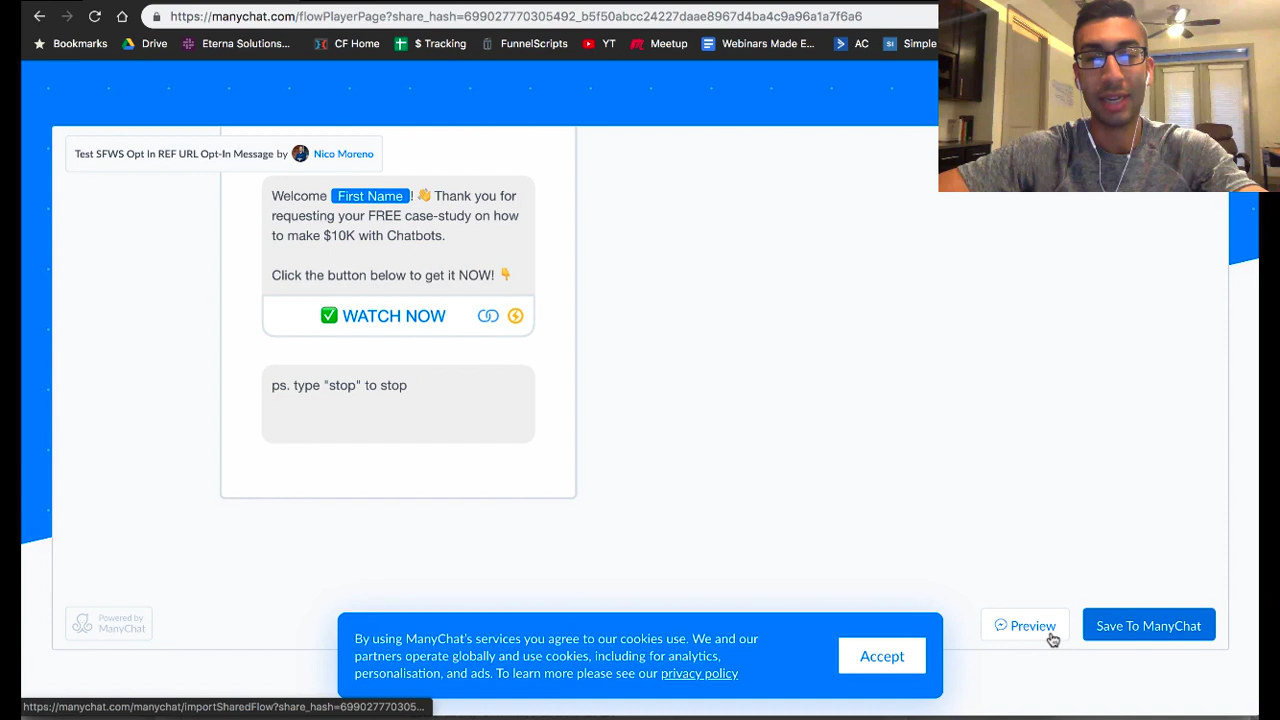 https://manychat.com/flowPlayerPage?share_hash=699027770305492_b5f50abcc24227daae8967d4ba4c9a96a1a7f6a6
Bookmarks Drive Eterna Solutions... CF Home $ Tracking FunnelScripts YT Meetup Webinars Made E... AC SI Simple
Test SFWS Opt In REF URL Opt-In Message by Nico Moreno
Welcome First Name! 👋 Thank you for
requesting your FREE case-study on how
to make $10K with Chatbots.
Click the button below to get it NOW! 👇
✅ WATCH NOW
ps. type "stop" to stop
Powered by
ManyChat
By using ManyChat's services you agree to our cookies use. We and our
partners operate globally and use cookies, including for analytics,
personalisation, and ads. To learn more please see our privacy policy
Accept
Preview
Save To ManyChat
https://manychat.com/manychat/importSharedFlow?share_hash=699027770305...